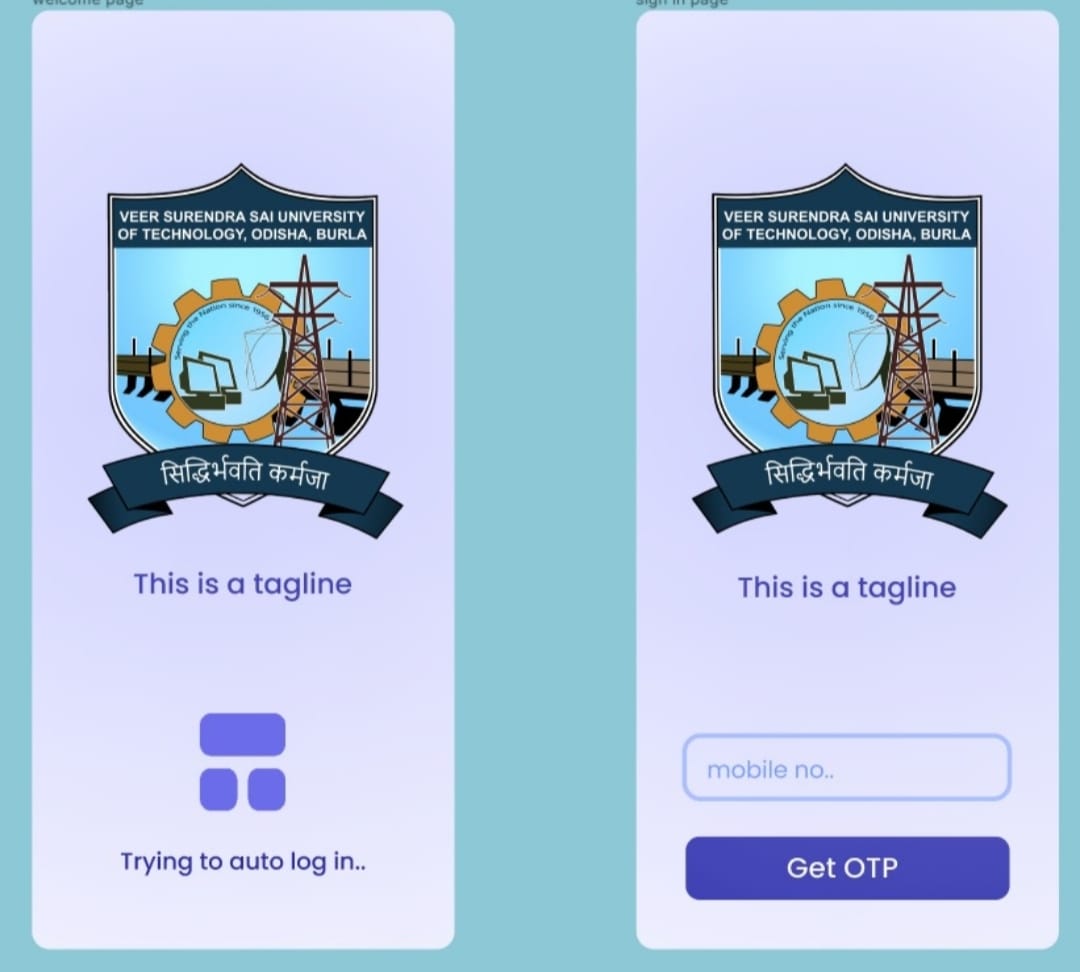 welcome page
VEER SURENDRA SAI UNIVERSITY
OF TECHNOLOGY, ODISHA, BURLA
Serving the Nation since 1956
सिद्धिर्भवति कर्मजा
This is a tagline
Trying to auto log in..
sign in page
VEER SURENDRA SAI UNIVERSITY
OF TECHNOLOGY, ODISHA, BURLA
Serving the Nation since 1956
सिद्धिर्भवति कर्मजा
This is a tagline
mobile no..
Get OTP